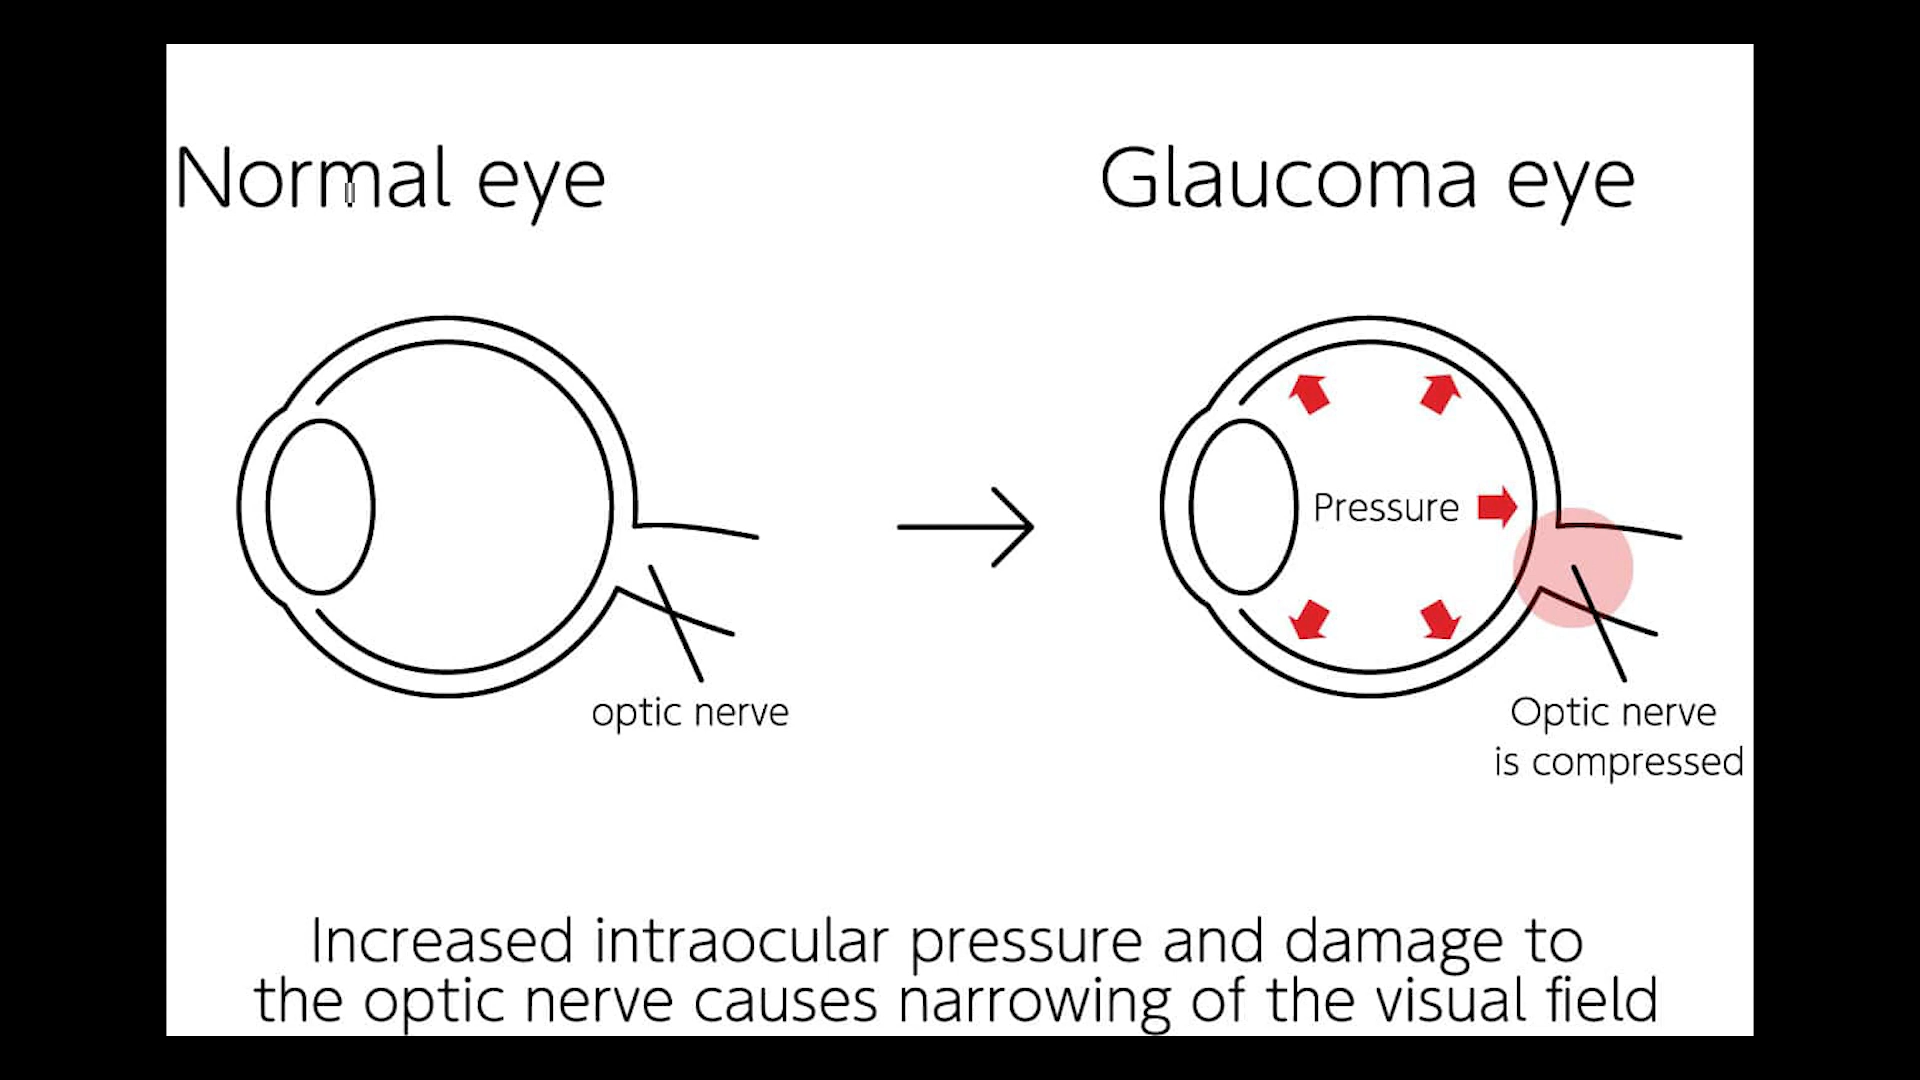 Normal eye
Glaucoma eye
Pressure
optic nerve
Optic nerve
is compressed
Increased intraocular pressure and damage to
the optic nerve causes narrowing of the visual field